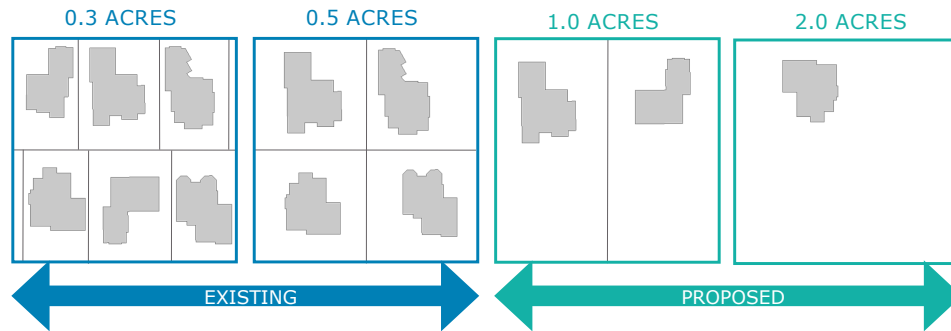 0.3 ACRES
0.5 ACRES
1.0 ACRES
2.0 ACRES
EXISTING
PROPOSED